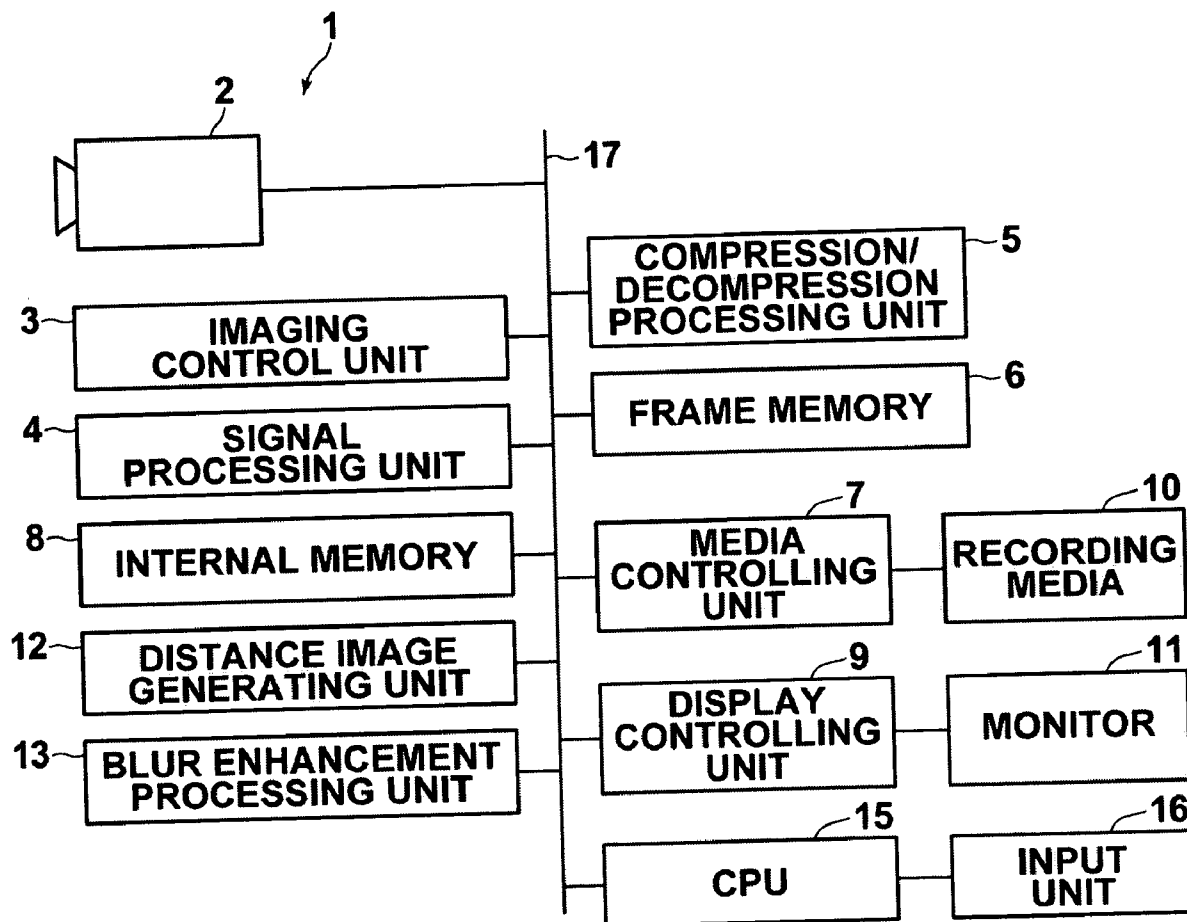 1
2
17
COMPRESSION/
DECOMPRESSION
PROCESSING UNIT
5
3
IMAGING
CONTROL UNIT
FRAME MEMORY
6
4
SIGNAL
PROCESSING UNIT
8
INTERNAL MEMORY
MEDIA
CONTROLLING
UNIT
7
RECORDING
MEDIA
10
12
DISTANCE IMAGE
GENERATING UNIT
DISPLAY
CONTROLLING
UNIT
9
MONITOR
11
13
BLUR ENHANCEMENT
PROCESSING UNIT
CPU
15
INPUT
UNIT
16